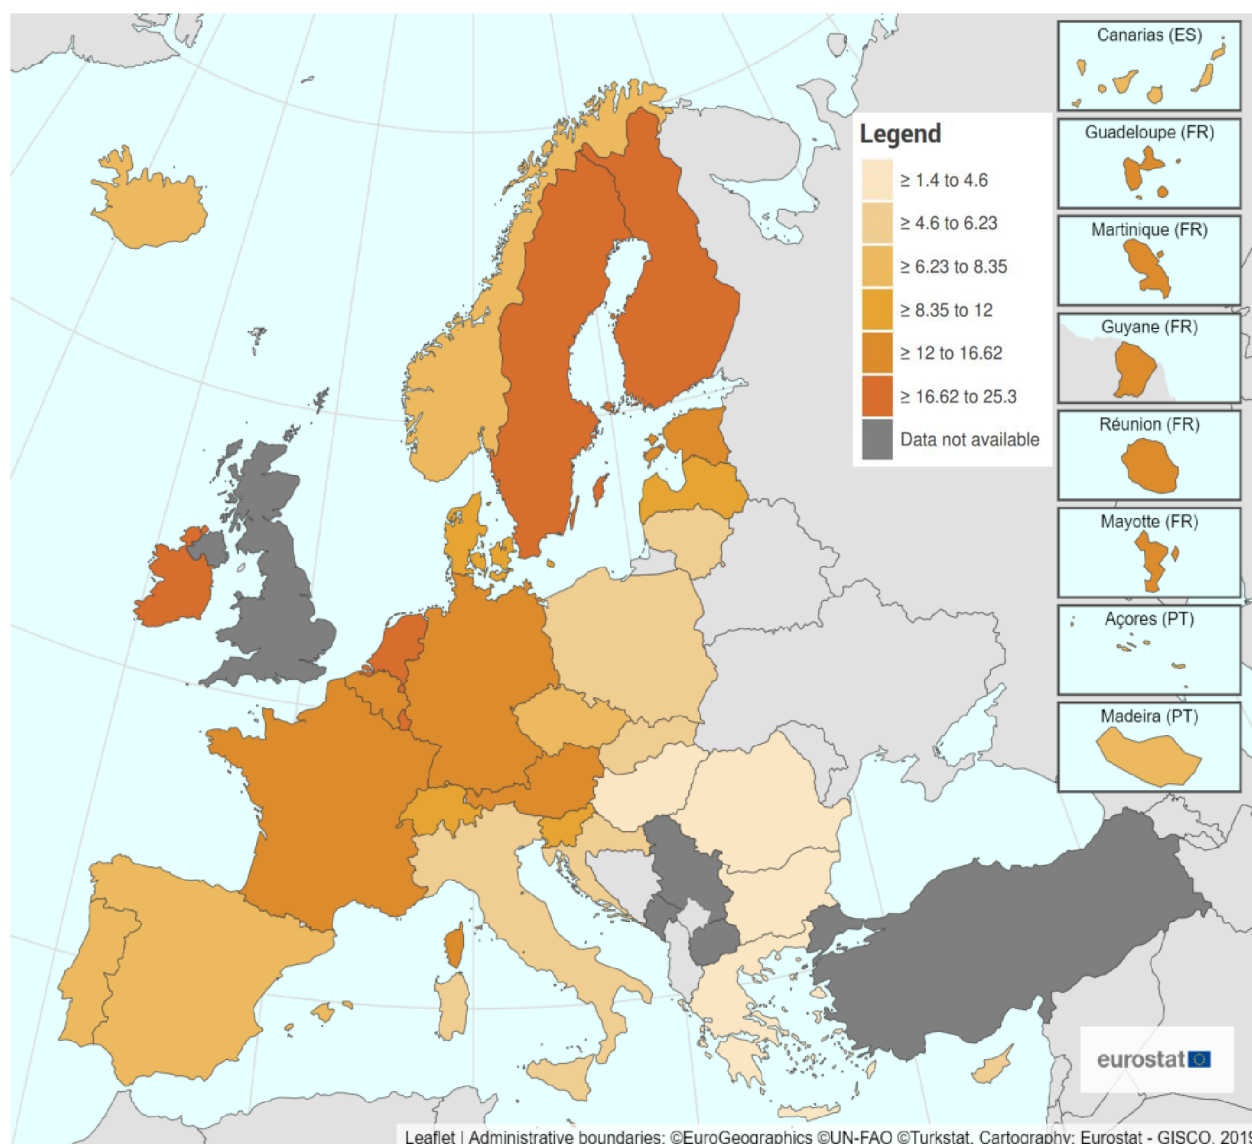 Canarias (ES)
Guadeloupe (FR)
Martinique (FR)
Guyane (FR)
Réunion (FR)
Mayotte (FR)
Açores (PT)
Madeira (PT)
Legend
≥ 1.4 to 4.6
≥ 4.6 to 6.23
≥ 6.23 to 8.35
≥ 8.35 to 12
≥ 12 to 16.62
≥ 16.62 to 25.3
Data not available
eurostat
Leaflet | Administrative boundaries: ©EuroGeographics ©UN-FAO ©Turkstat, Cartography: Eurostat - GISCO, 201